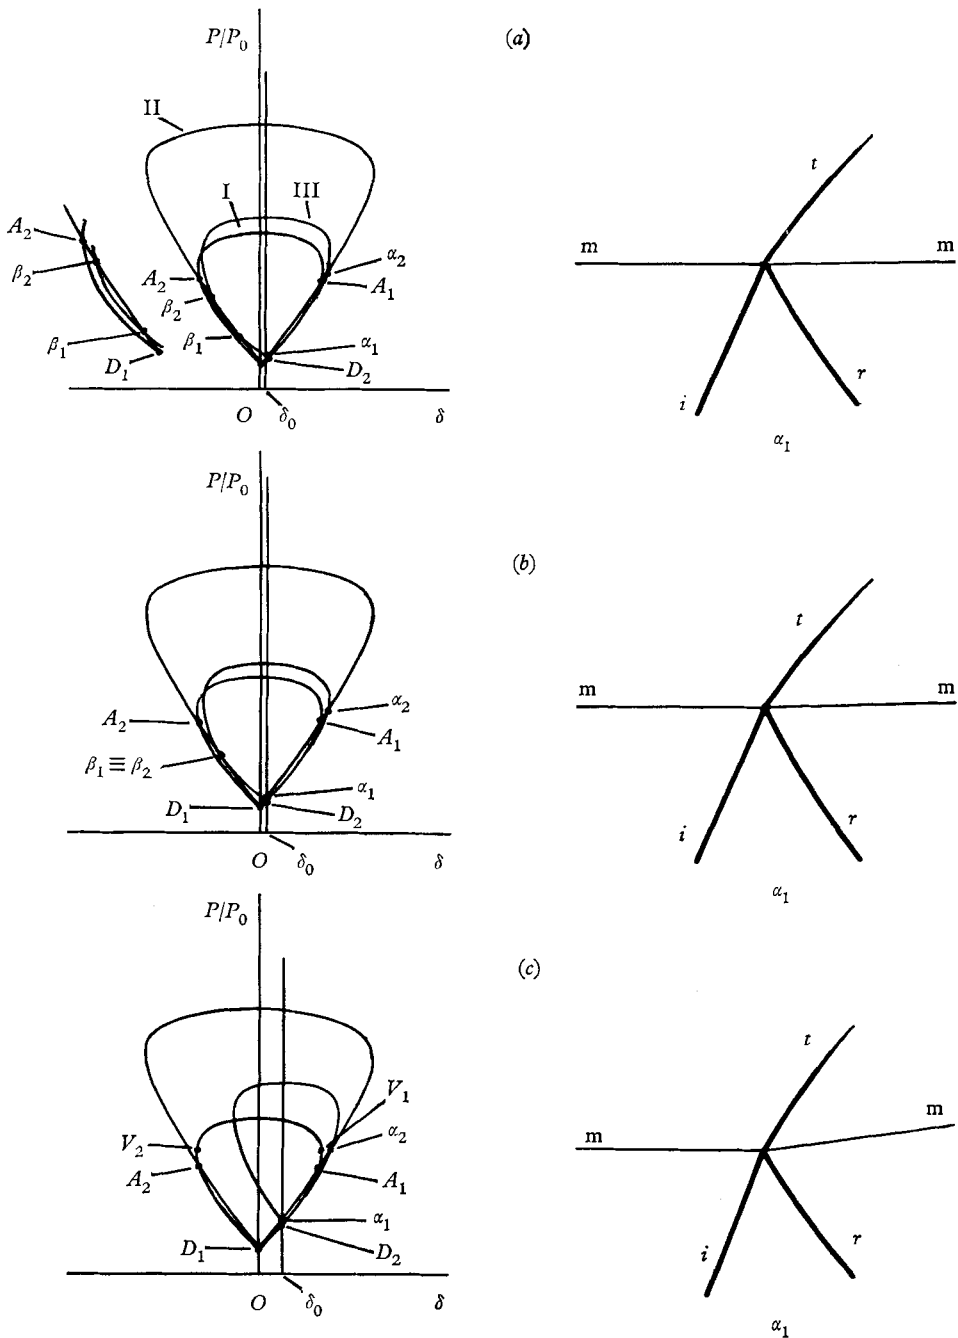 P/P₀
(a)
II
I
III
t
A₂
m
m
β₂
A₂
α₂
A₁
β₂
β₁
β₁
α₁
D₁
D₂
i
r
O
δ₀
δ
α₁
P/P₀
(b)
t
m
m
A₂
α₂
A₁
β₁ ≡ β₂
α₁
D₁
D₂
i
r
O
δ₀
δ
α₁
P/P₀
(c)
t
V₁
m
m
V₂
α₂
A₂
A₁
α₁
D₁
D₂
i
r
O
δ₀
δ
α₁